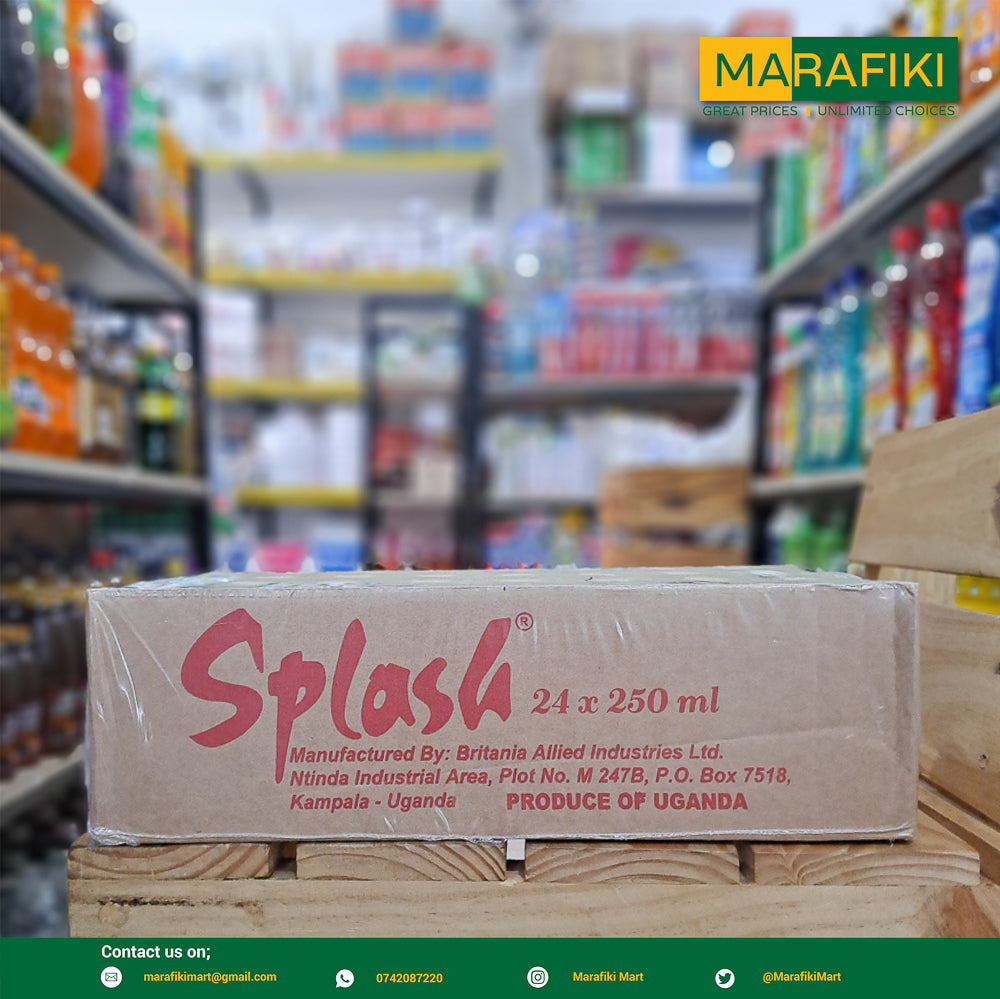 MARAFIKI
GREAT PRICES | UNLIMITED CHOICES
Splash®
24 x 250 ml
Manufactured By: Britania Allied Industries Ltd.
Ntinda Industrial Area, Plot No. M 247B, P.O. Box 7518,
Kampala - Uganda PRODUCE OF UGANDA
Contact us on;
marafikimart@gmail.com 0742087220 Marafiki Mart @MarafikiMart